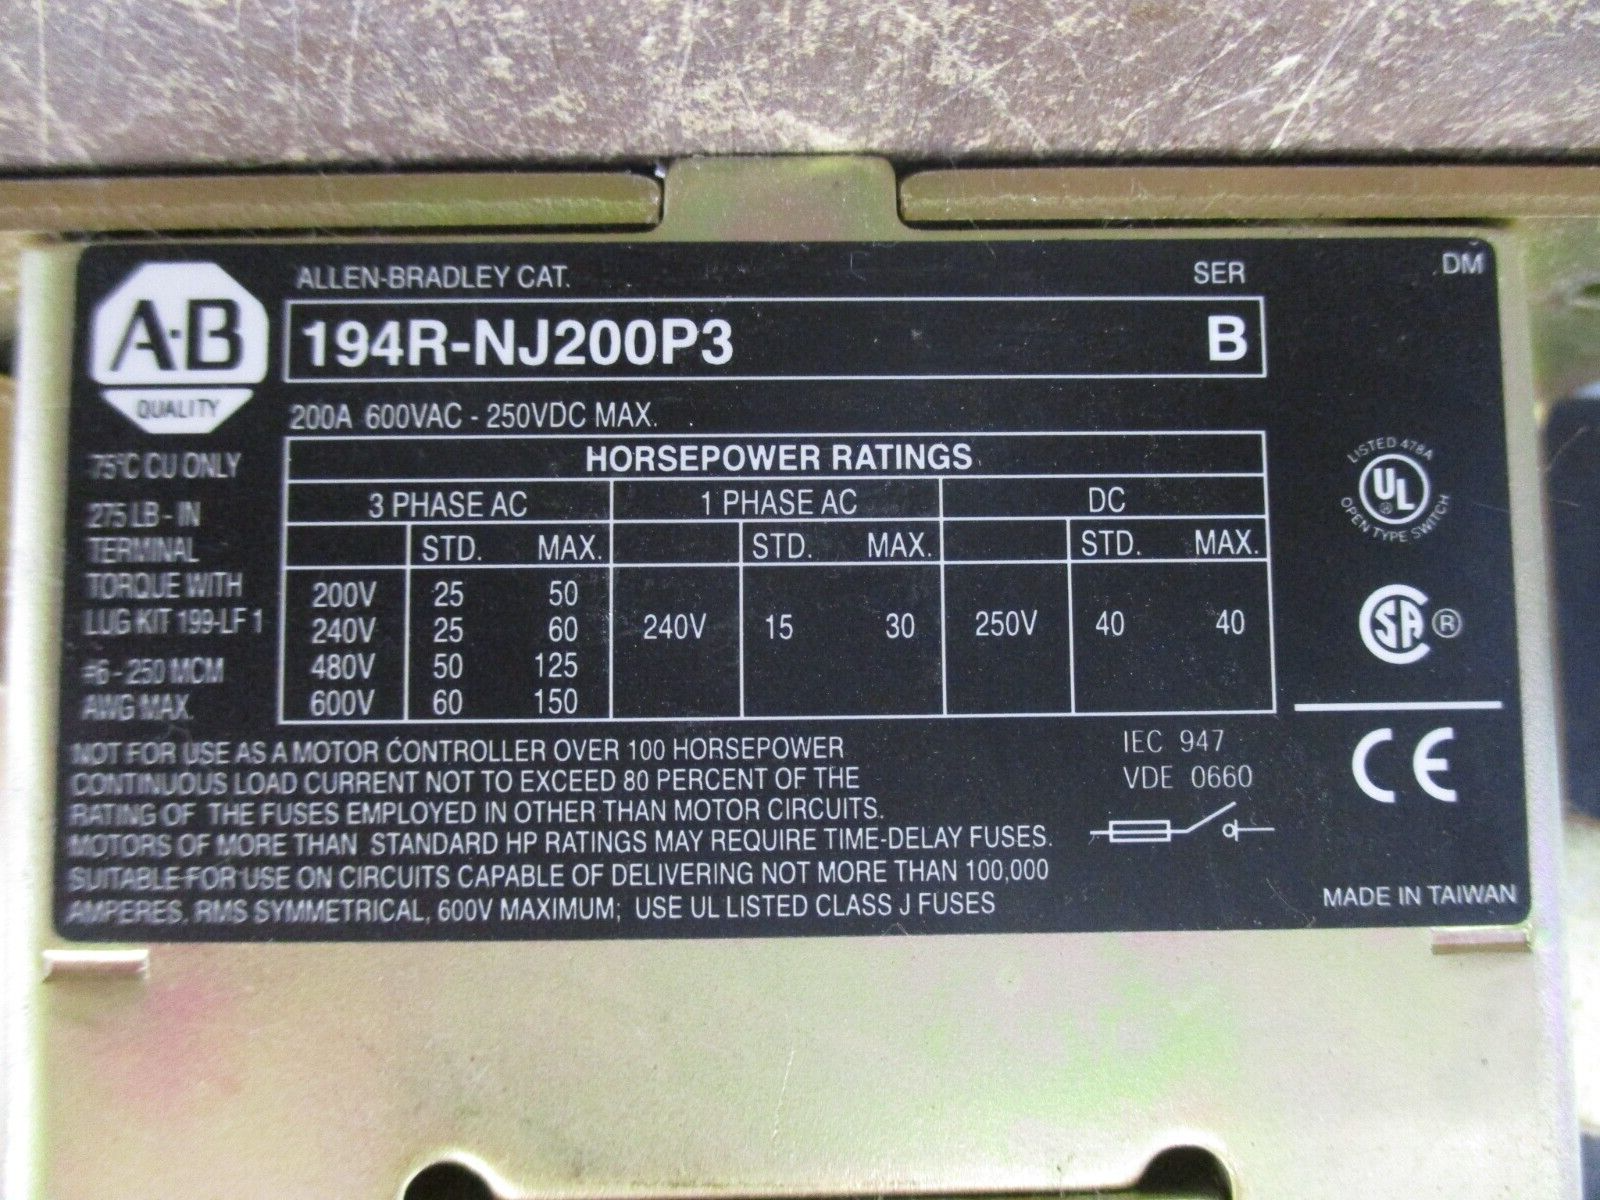 ALLEN-BRADLEY CAT. SER DM
A-B
QUALITY
194R-NJ200P3 B
200A 600VAC - 250VDC MAX.
75°C CU ONLY
275 LB - IN
TERMINAL
TORQUE WITH
LUG KIT 199-LF1
#6 - 250 MCM
AWG MAX.
HORSEPOWER RATINGS
3 PHASE AC 1 PHASE AC DC
STD. MAX. STD. MAX. STD. MAX.
200V 25 50
240V 25 60 240V 15 30 250V 40 40
480V 50 125
600V 60 150
LISTED 478A
UL ®
OPEN TYPE SWITCH
SA ®
NOT FOR USE AS A MOTOR CONTROLLER OVER 100 HORSEPOWER
CONTINUOUS LOAD CURRENT NOT TO EXCEED 80 PERCENT OF THE
RATING OF THE FUSES EMPLOYED IN OTHER THAN MOTOR CIRCUITS.
MOTORS OF MORE THAN STANDARD HP RATINGS MAY REQUIRE TIME-DELAY FUSES.
SUITABLE FOR USE ON CIRCUITS CAPABLE OF DELIVERING NOT MORE THAN 100,000
AMPERES, RMS SYMMETRICAL, 600V MAXIMUM; USE UL LISTED CLASS J FUSES
IEC 947
VDE 0660
CE
MADE IN TAIWAN